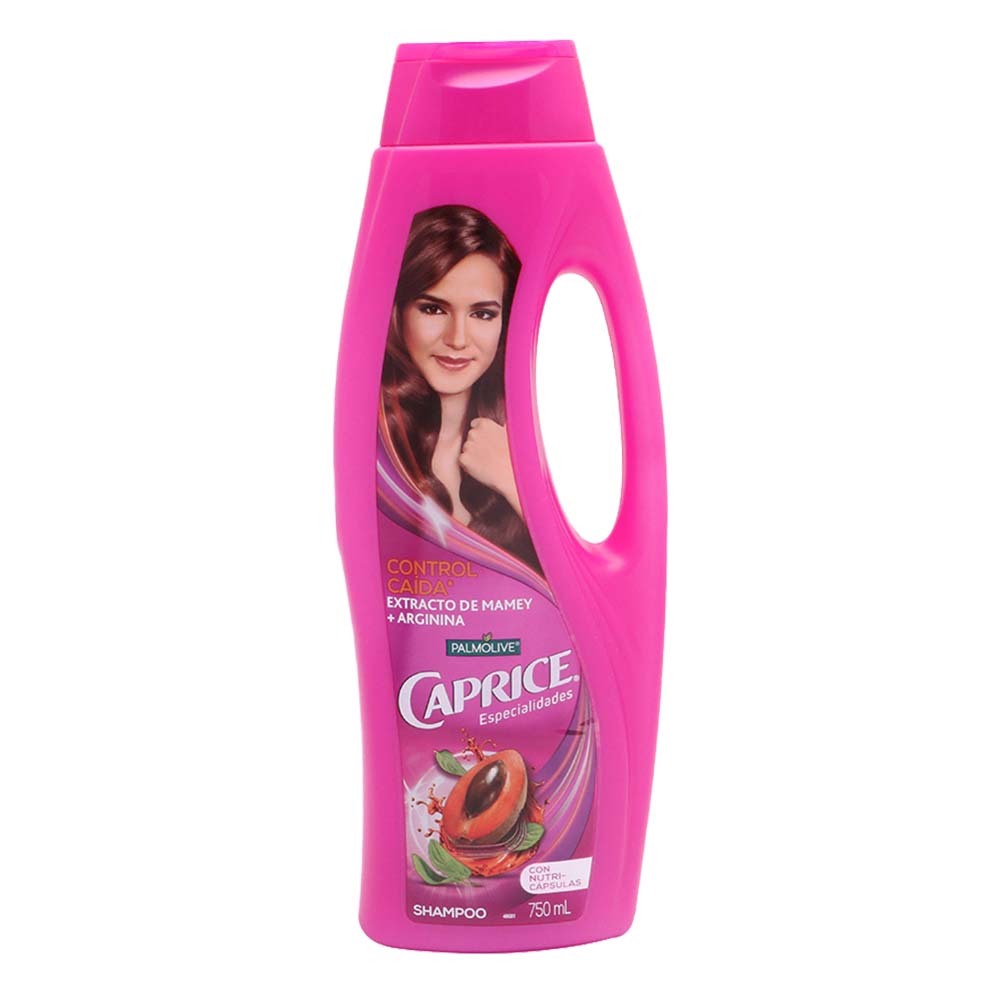 CONTROL
CAÍDA*
EXTRACTO DE MAMEY
+ ARGININA
PALMOLIVE®
CAPRICE®
Especialidades
CON
NUTRI-
CÁPSULAS
SHAMPOO
750 mL